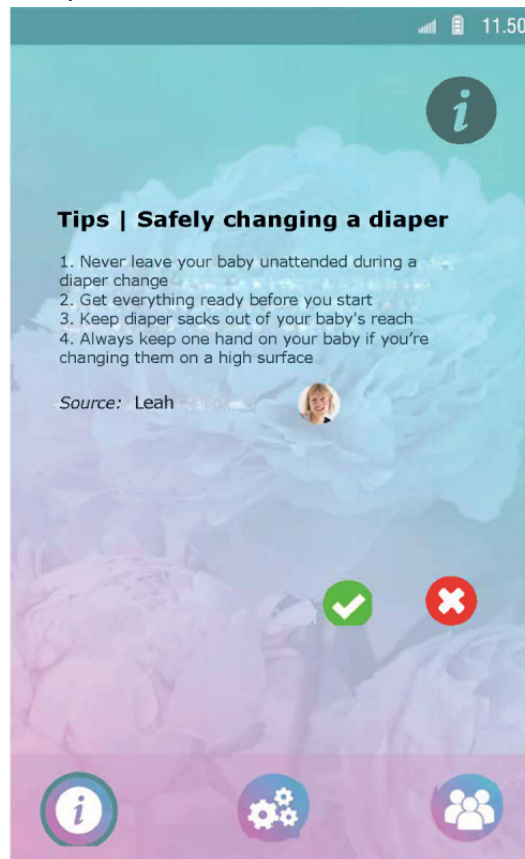 11.50
i
Tips | Safely changing a diaper
1. Never leave your baby unattended during a
diaper change
2. Get everything ready before you start
3. Keep diaper sacks out of your baby's reach
4. Always keep one hand on your baby if you’re
changing them on a high surface
Source: Leah
i